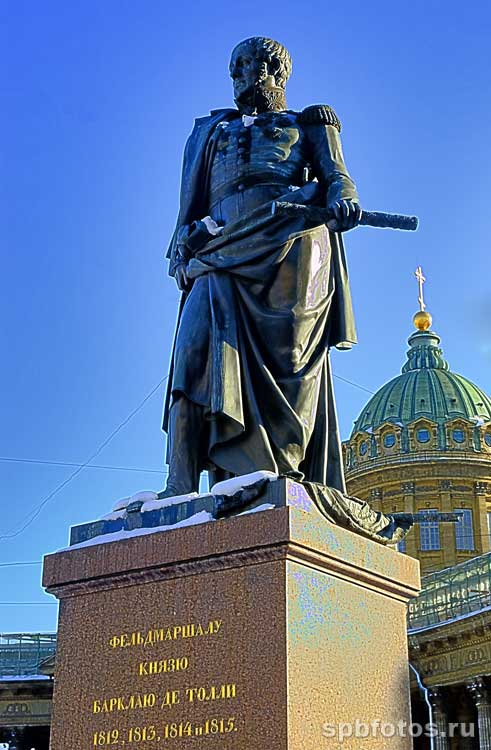 ФЕЛЬДМАРШАЛУ
КНЯЗЮ
БАРКЛАЮ ДЕ ТОЛЛИ
1812, 1813, 1814 и 1815.
spbfotos.ru